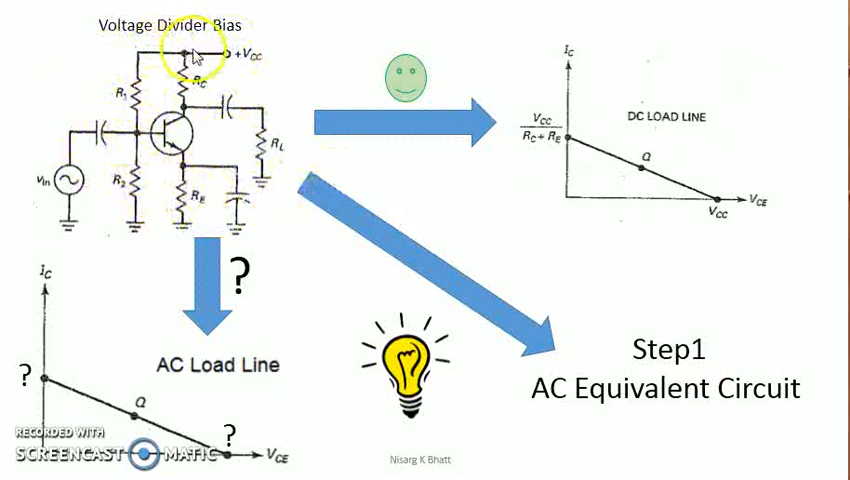 Voltage Divider Bias
+VCC
RC
R1
RL
R2
vin
RE
IC
DC LOAD LINE
VCC
RC + RE
Q
VCE
VCC
?
IC
AC Load Line
?
Q
?
VCE
Step1
AC Equivalent Circuit
RECORDED WITH
SCREENCAST MATIC
Nisarg K Bhatt